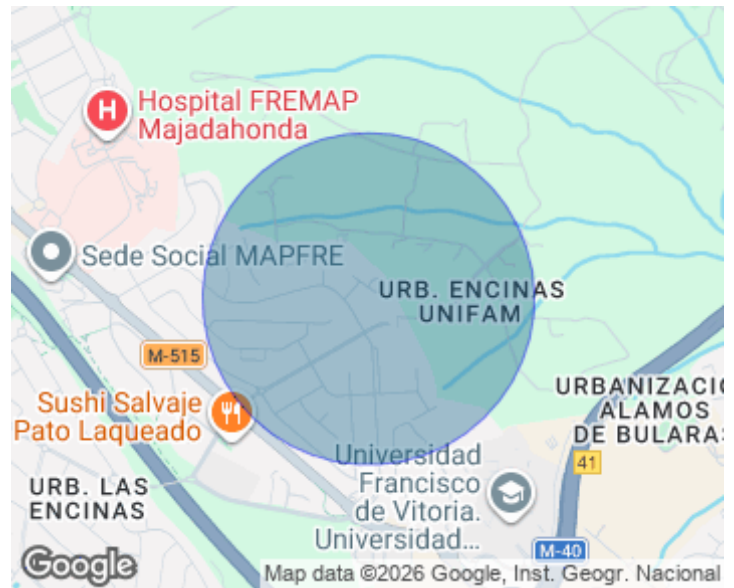 H
Hospital FREMAP
Majadahonda
Sede Social MAPFRE
URB. ENCINAS
UNIFAM
M-515
Sushi Salvaje
Pato Laqueado
URBANIZACIÓ
ALAMOS
DE BULARAS
41
Universidad
Francisco
de Vitoria.
Universidad...
URB. LAS
ENCINAS
M-40
Google
Map data ©2026 Google, Inst. Geogr. Nacional